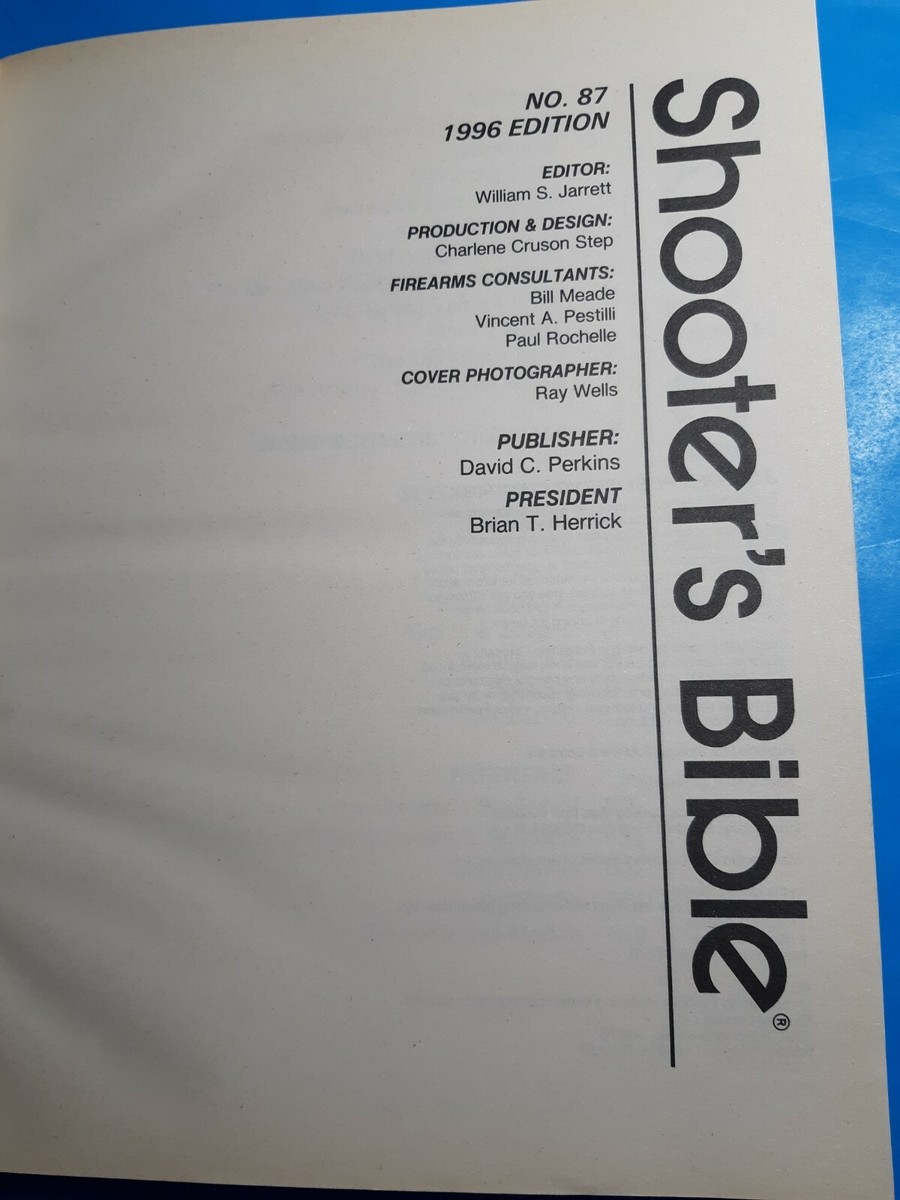 NO. 87
1996 EDITION
EDITOR:
William S. Jarrett
PRODUCTION & DESIGN:
Charlene Cruson Step
FIREARMS CONSULTANTS:
Bill Meade
Vincent A. Pestilli
Paul Rochelle
COVER PHOTOGRAPHER:
Ray Wells
PUBLISHER:
David C. Perkins
PRESIDENT
Brian T. Herrick
Shooter's Bible®